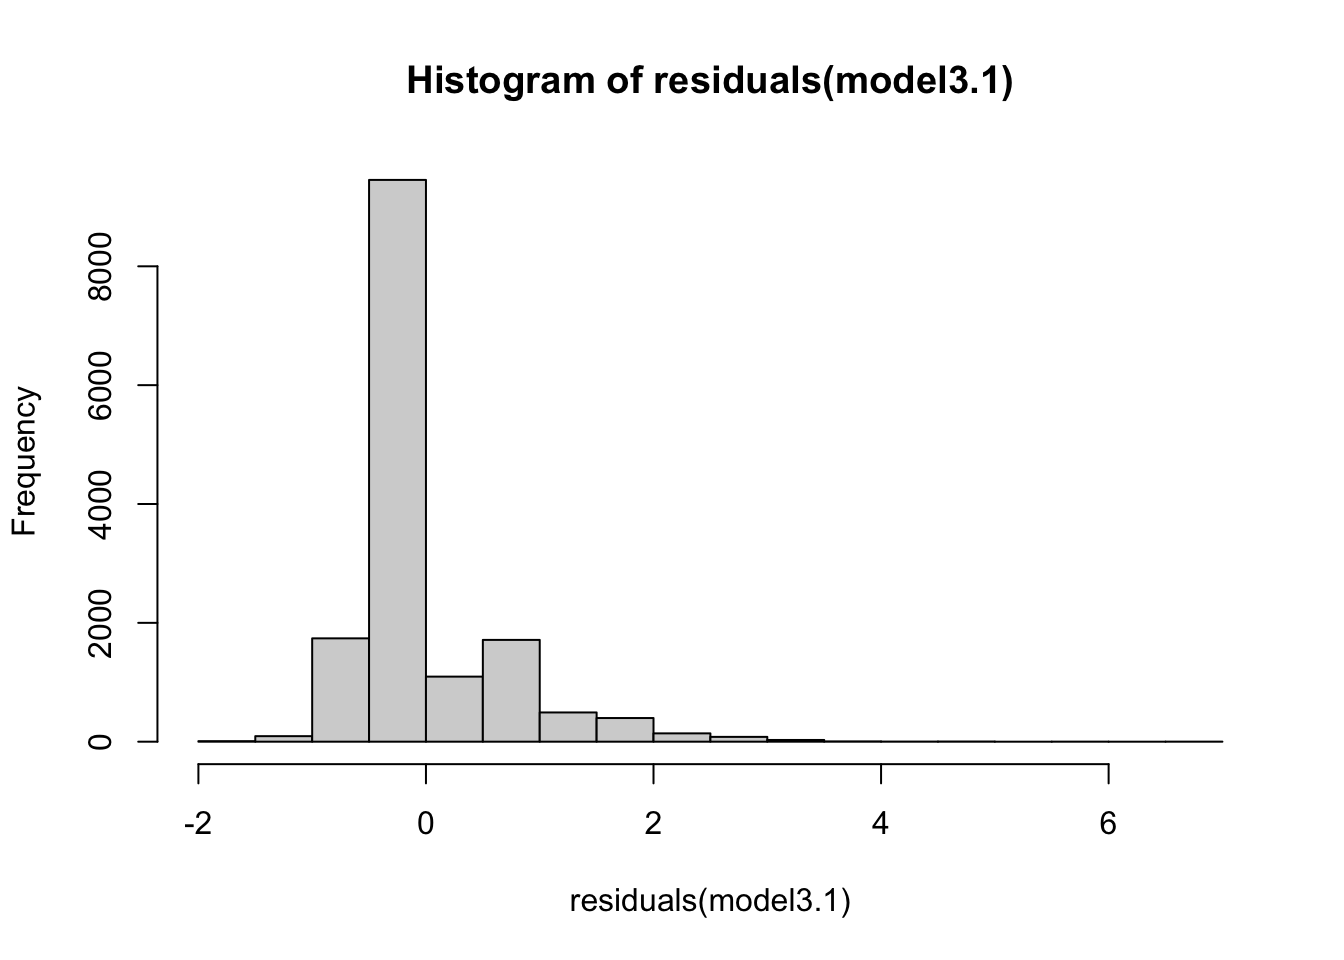 Histogram of residuals(model3.1)
Frequency
8000
6000
4000
2000
0
-2 0 2 4 6
residuals(model3.1)